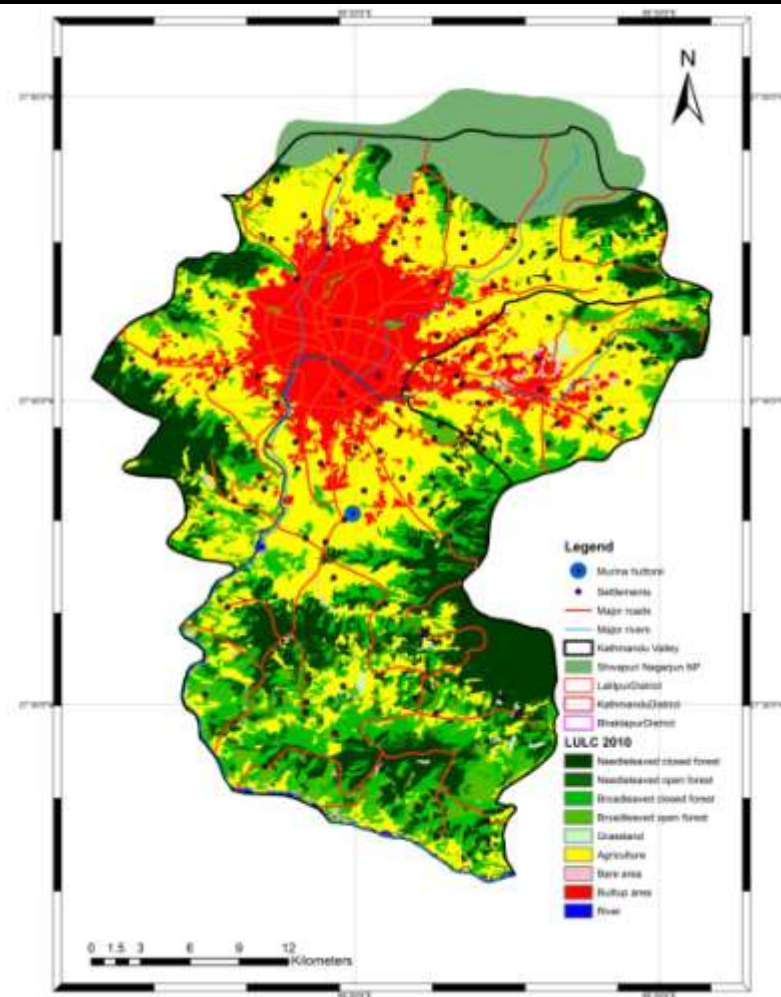 N
Legend
Murina huttonii
Settlements
Major roads
Major rivers
Kathmandu Valley
Shivapuri Nagarjun NP
LalitpurDistrict
KathmanduDistrict
BhaktapurDistrict
LULC 2010
Needleleaved closed forest
Needleleaved open forest
Broadleaved closed forest
Broadleaved open forest
Grassland
Agriculture
Bare area
Builtup area
River
0 1.5 3 6 9 12
Kilometers